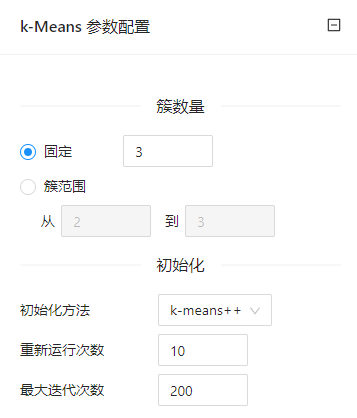 k-Means 参数配置
簇数量
固定 3
簇范围
从 2 到 3
初始化
初始化方法 k-means++
重新运行次数 10
最大迭代次数 200